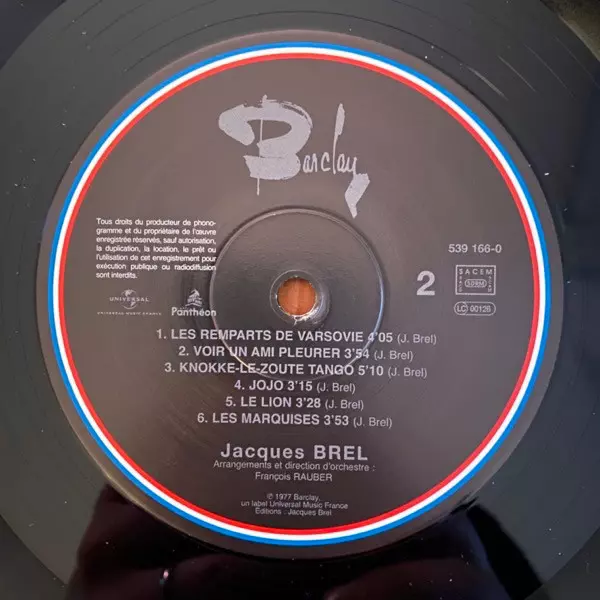 Barclay
Tous droits du producteur de phono-
gramme et du propriétaire de l'œuvre
enregistrée réservés, sauf autorisation,
la duplication, la location, le prêt ou
l'utilisation de cet enregistrement pour
exécution publique ou radiodiffusion
sont interdits.
539 166-0
2
SACEM
SDRM
LC 00126
UNIVERSAL
Panthéon
1. LES REMPARTS DE VARSOVIE 4'05 (J. Brel)
2. VOIR UN AMI PLEURER 3'54 (J. Brel)
3. KNOKKE-LE-ZOUTE TANGO 5'10 (J. Brel)
4. JOJO 3'15 (J. Brel)
5. LE LION 3'28 (J. Brel)
6. LES MARQUISES 3'53 (J. Brel)
Jacques BREL
Arrangements et direction d'orchestre :
François RAUBER
℗ 1977 Barclay,
un label Universal Music France
Editions : Jacques Brel